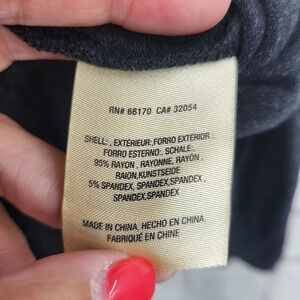 RN# 66170 CA# 32054
SHELL: , EXTÉRIEUR:,FORRO EXTERIOR :,
FORRO ESTERNO:, SCHALE:,
95% RAYON , RAYONNE, RAYÓN ,
RAION,KUNSTSEIDE
5% SPANDEX, SPANDEX,SPANDEX ,
SPANDEX,SPANDEX
MADE IN CHINA, HECHO EN CHINA,
FABRIQUÉ EN CHINA